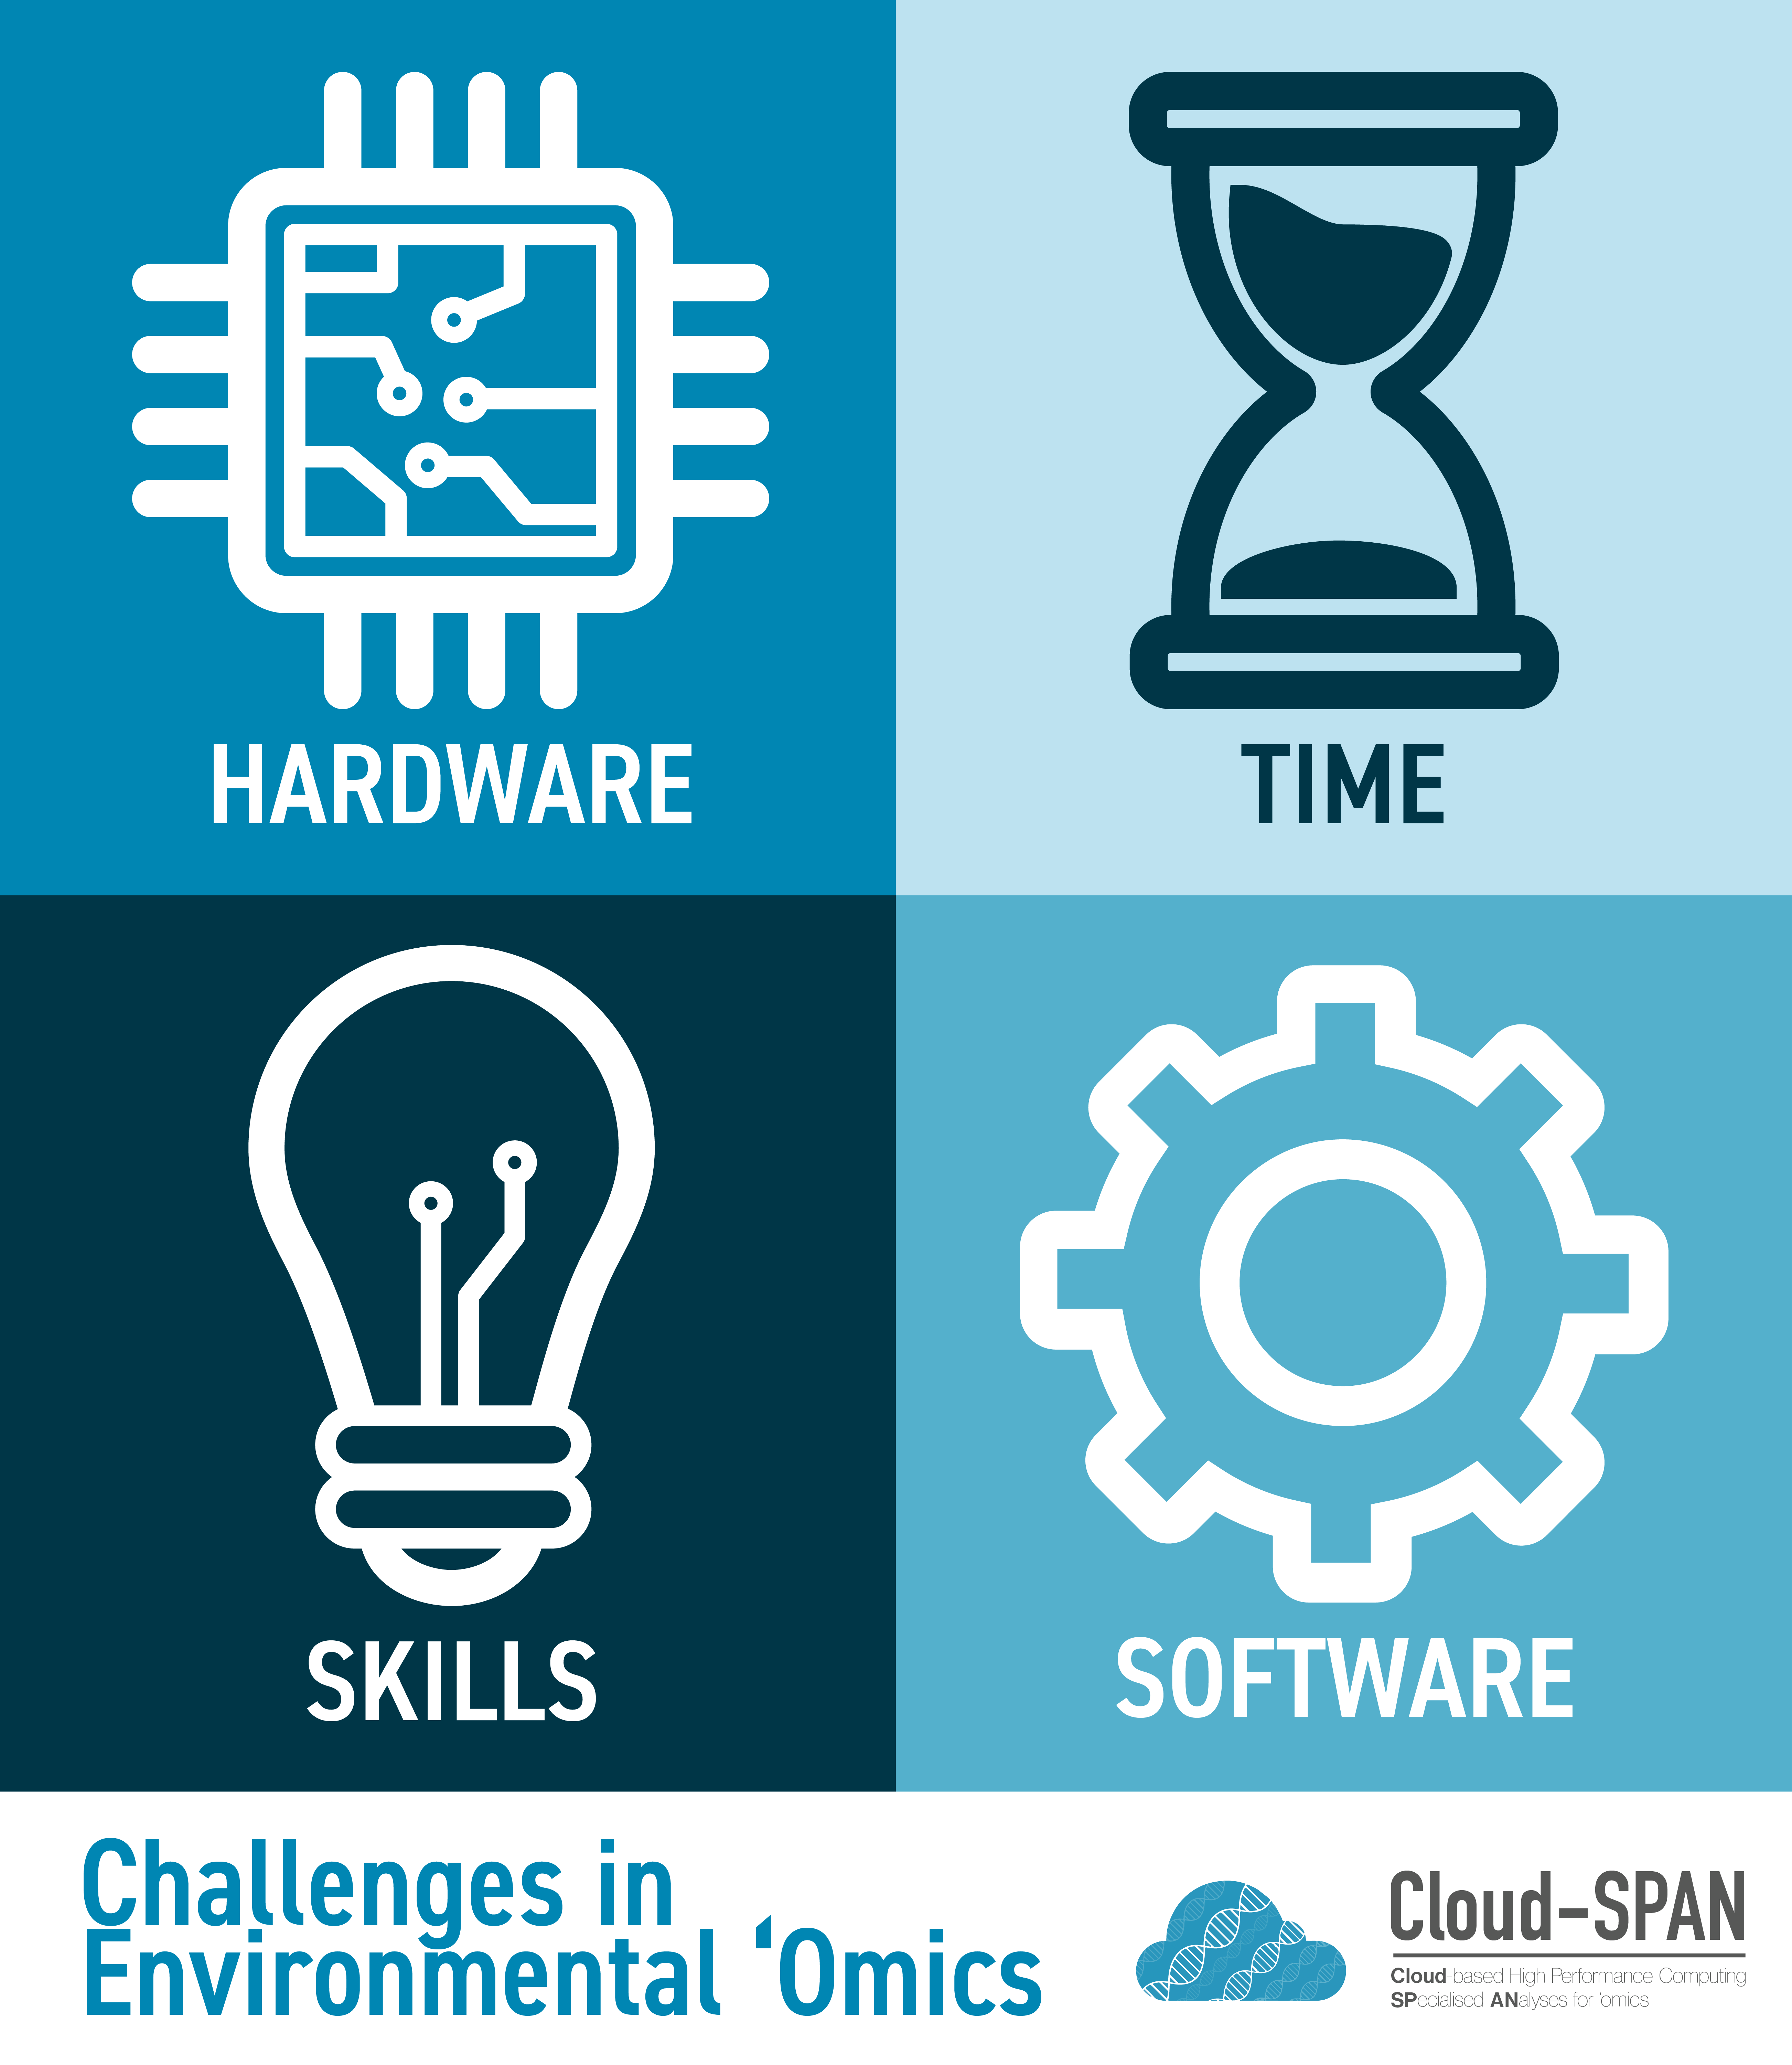 HARDWARE
TIME
SKILLS
SOFTWARE
Challenges in
Environmental ‘Omics
Cloud-SPAN
Cloud-based High Performance Computing
SPecialised ANalyses for ‘omics